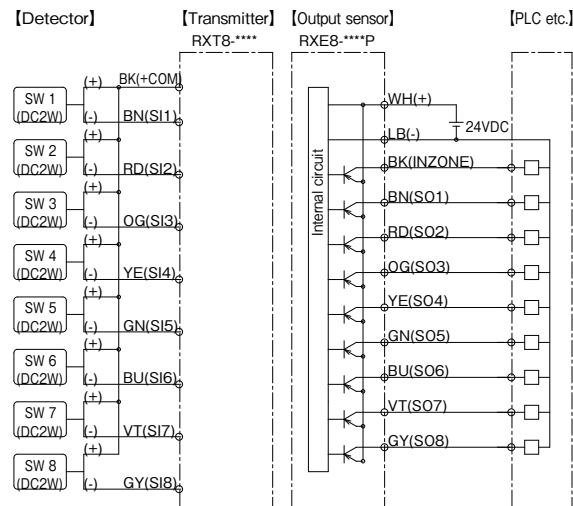 【Detector】
【Transmitter】
【Output sensor】
【PLC etc.】
RXT8-****
RXE8-****P
(+) BK(+COM)
SW 1
(DC2W) (-) BN(SI1)
(+)
SW 2
(DC2W) (-) RD(SI2)
(+)
SW 3
(DC2W) (-) OG(SI3)
(+)
SW 4
(DC2W) (-) YE(SI4)
(+)
SW 5
(DC2W) (-) GN(SI5)
(+)
SW 6
(DC2W) (-) BU(SI6)
(+)
SW 7
(DC2W) (-) VT(SI7)
(+)
SW 8
(DC2W) (-) GY(SI8)
Internal circuit
WH(+)
24VDC
LB(-)
BK(INZONE)
BN(SO1)
RD(SO2)
OG(SO3)
YE(SO4)
GN(SO5)
BU(SO6)
VT(SO7)
GY(SO8)